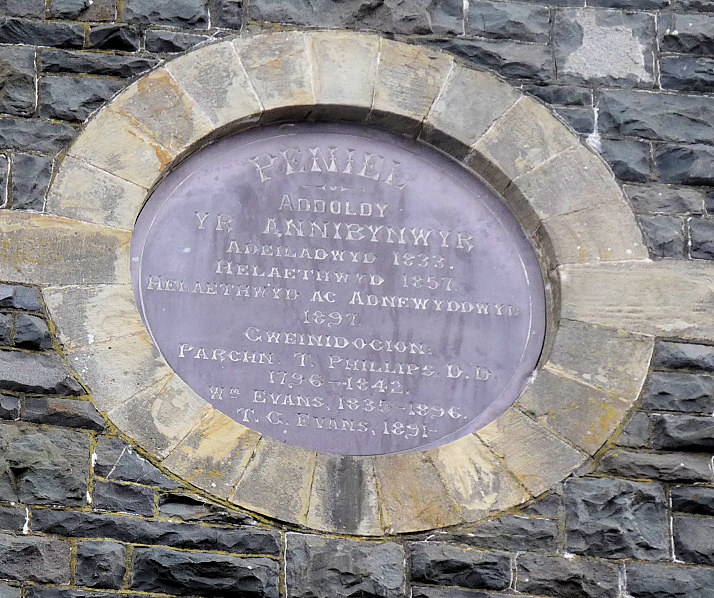 PENIEL
ADDOLDY
YR ANNIBYNWYR
ADEILADWYD 1833.
HELAETHWYD 1857.
HELAETHWYD AC ADNEWYDDWYD
1897.
GWEINIDOGION:
PARCHN. T. PHILLIPS. D.D.
1796-1842.
WM EVANS, 1835-1896.
T. G. EVANS, 1891-